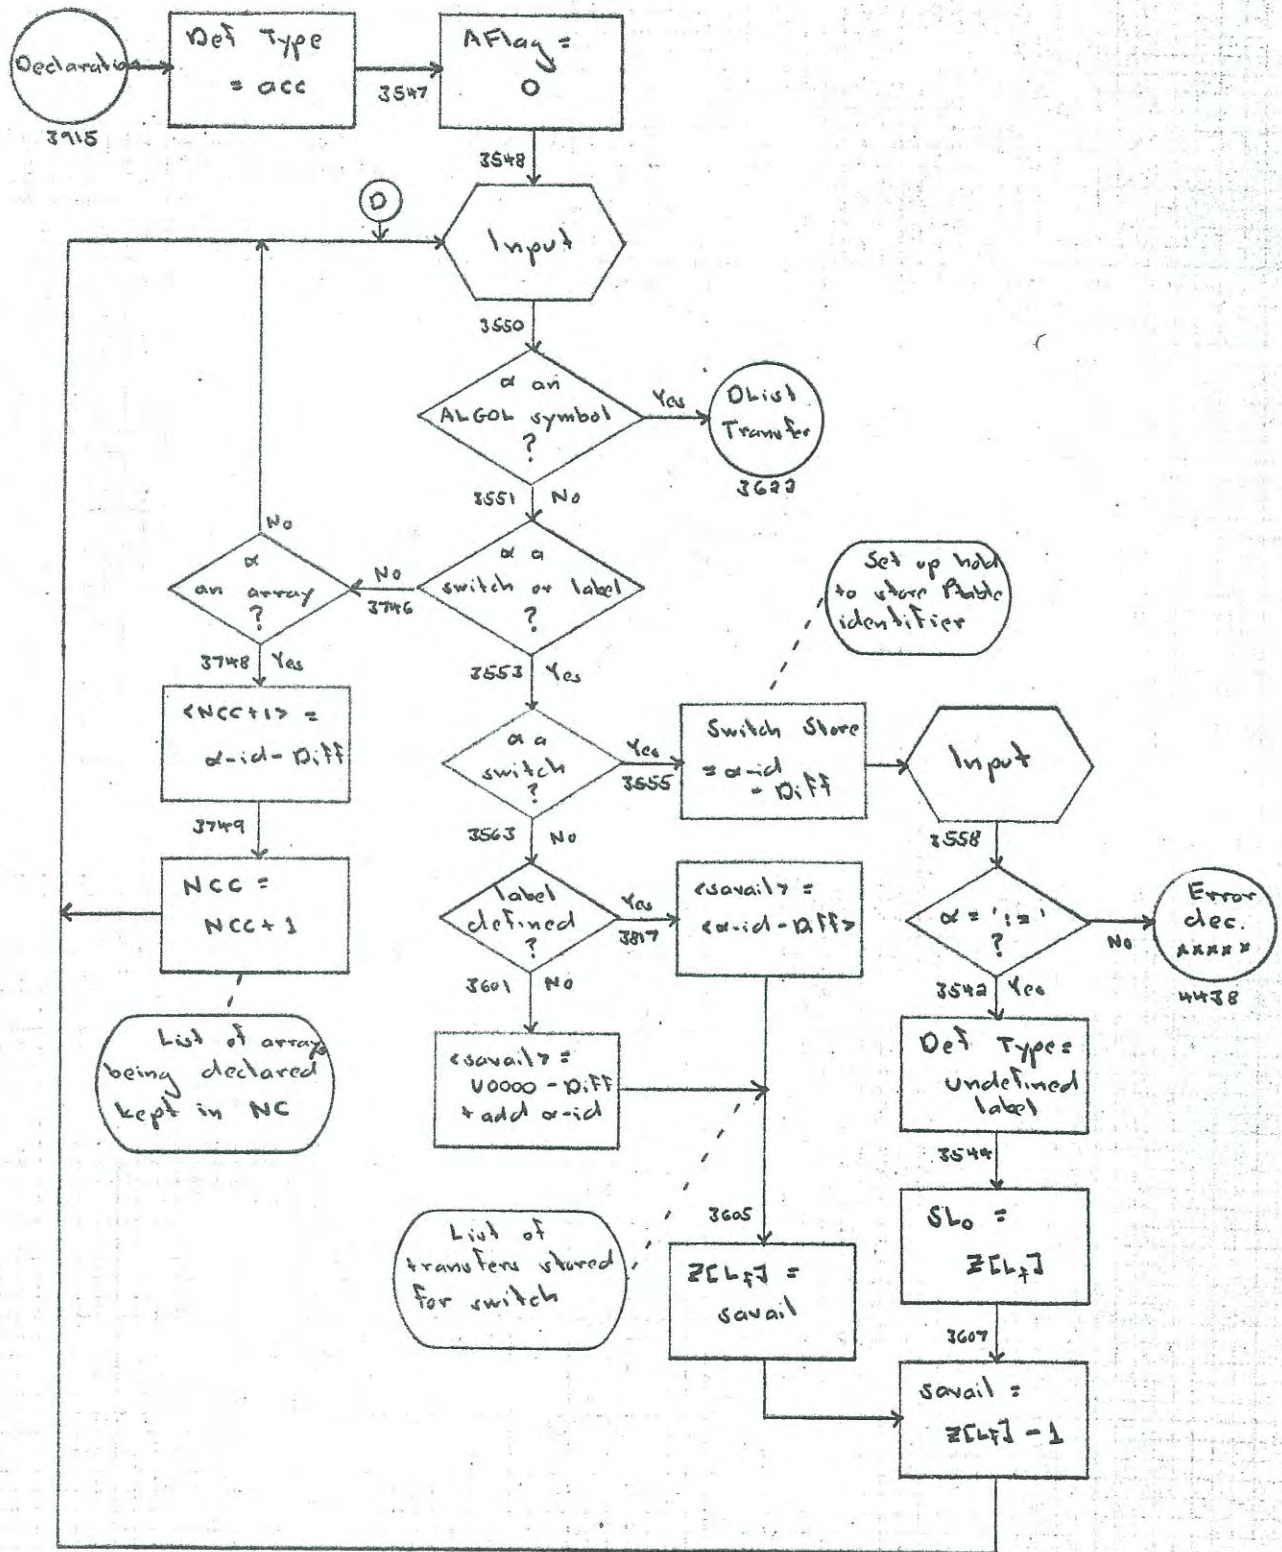 Declaration
3915
Def Type
= acc
3547
AFlag =
0
3548
D
Input
3550
α an
ALGOL symbol
?
Yes
DList
Transfer
3622
3551 No
α a
switch or label
?
No
3746
No
α
an array
?
3748 Yes
<NCC+1> =
α-id-Diff
3749
NCC =
NCC+1
List of arrays
being declared
kept in NC
3553 Yes
α a
switch
?
Yes
3555
Switch Store
= α-id
- Diff
Set up hold
to store Ptable
identifier
Input
3558
α = ':='
?
No
Error
dec.
xxxxx
4438
3563 No
label
defined
?
Yes
3817
<savail> =
<α-id-Diff>
3601 No
<savail> =
U0000-Diff
+ add α-id
List of
transfers stored
for switch
3605
Z[L7] =
savail
3542 Yes
Def Type=
undefined
label
3544
SL0 =
Z[L7]
3607
savail =
Z[L7] - 1